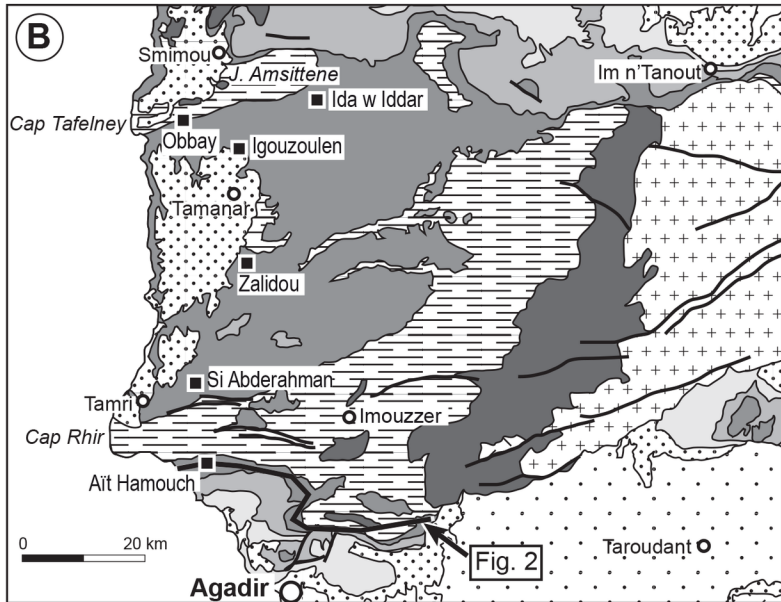 B
Smimou
J. Amsittene
Im n'Tanout
Ida w Iddar
Cap Tafelney
Obbay
Igouzoulen
Tamanar
Zalidou
Si Abderahman
Tamri
Imouzzer
Cap Rhir
Aït Hamouch
0 20 km
Fig. 2
Taroudant
Agadir